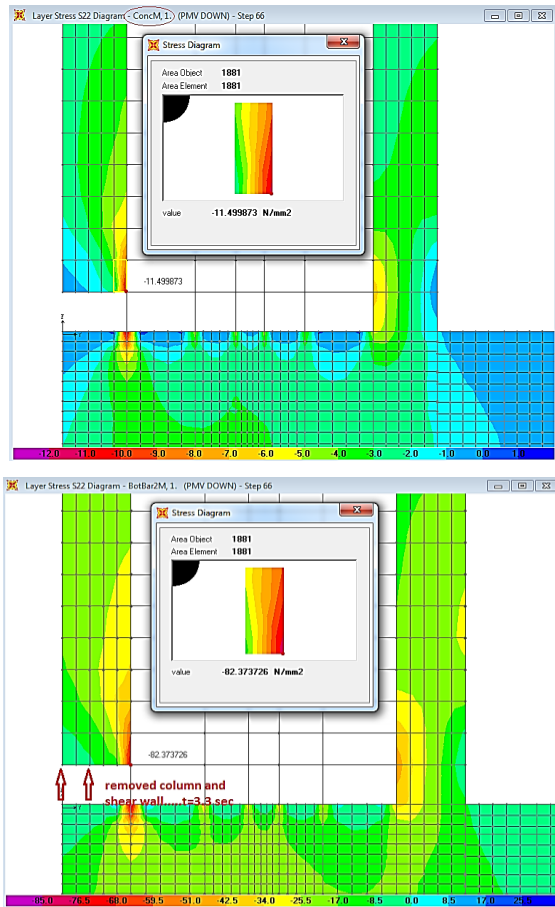 Layer Stress S22 Diagram - ConcM, 1. (PMV DOWN) - Step 66
Stress Diagram
Area Object 1881
Area Element 1881
value -11.499873 N/mm2
-11.499873
z
-12.0 -11.0 -10.0 -9.0 -8.0 -7.0 -6.0 -5.0 -4.0 -3.0 -2.0 -1.0 0.0 1.0
Layer Stress S22 Diagram - BotBar2M, 1. (PMV DOWN) - Step 66
Stress Diagram
Area Object 1881
Area Element 1881
value -82.373726 N/mm2
-82.373726
removed column and
shear wall.....t=3.3 sec
-85.0 -76.5 -68.0 -59.5 -51.0 -42.5 -34.0 -25.5 -17.0 -8.5 0.0 8.5 17.0